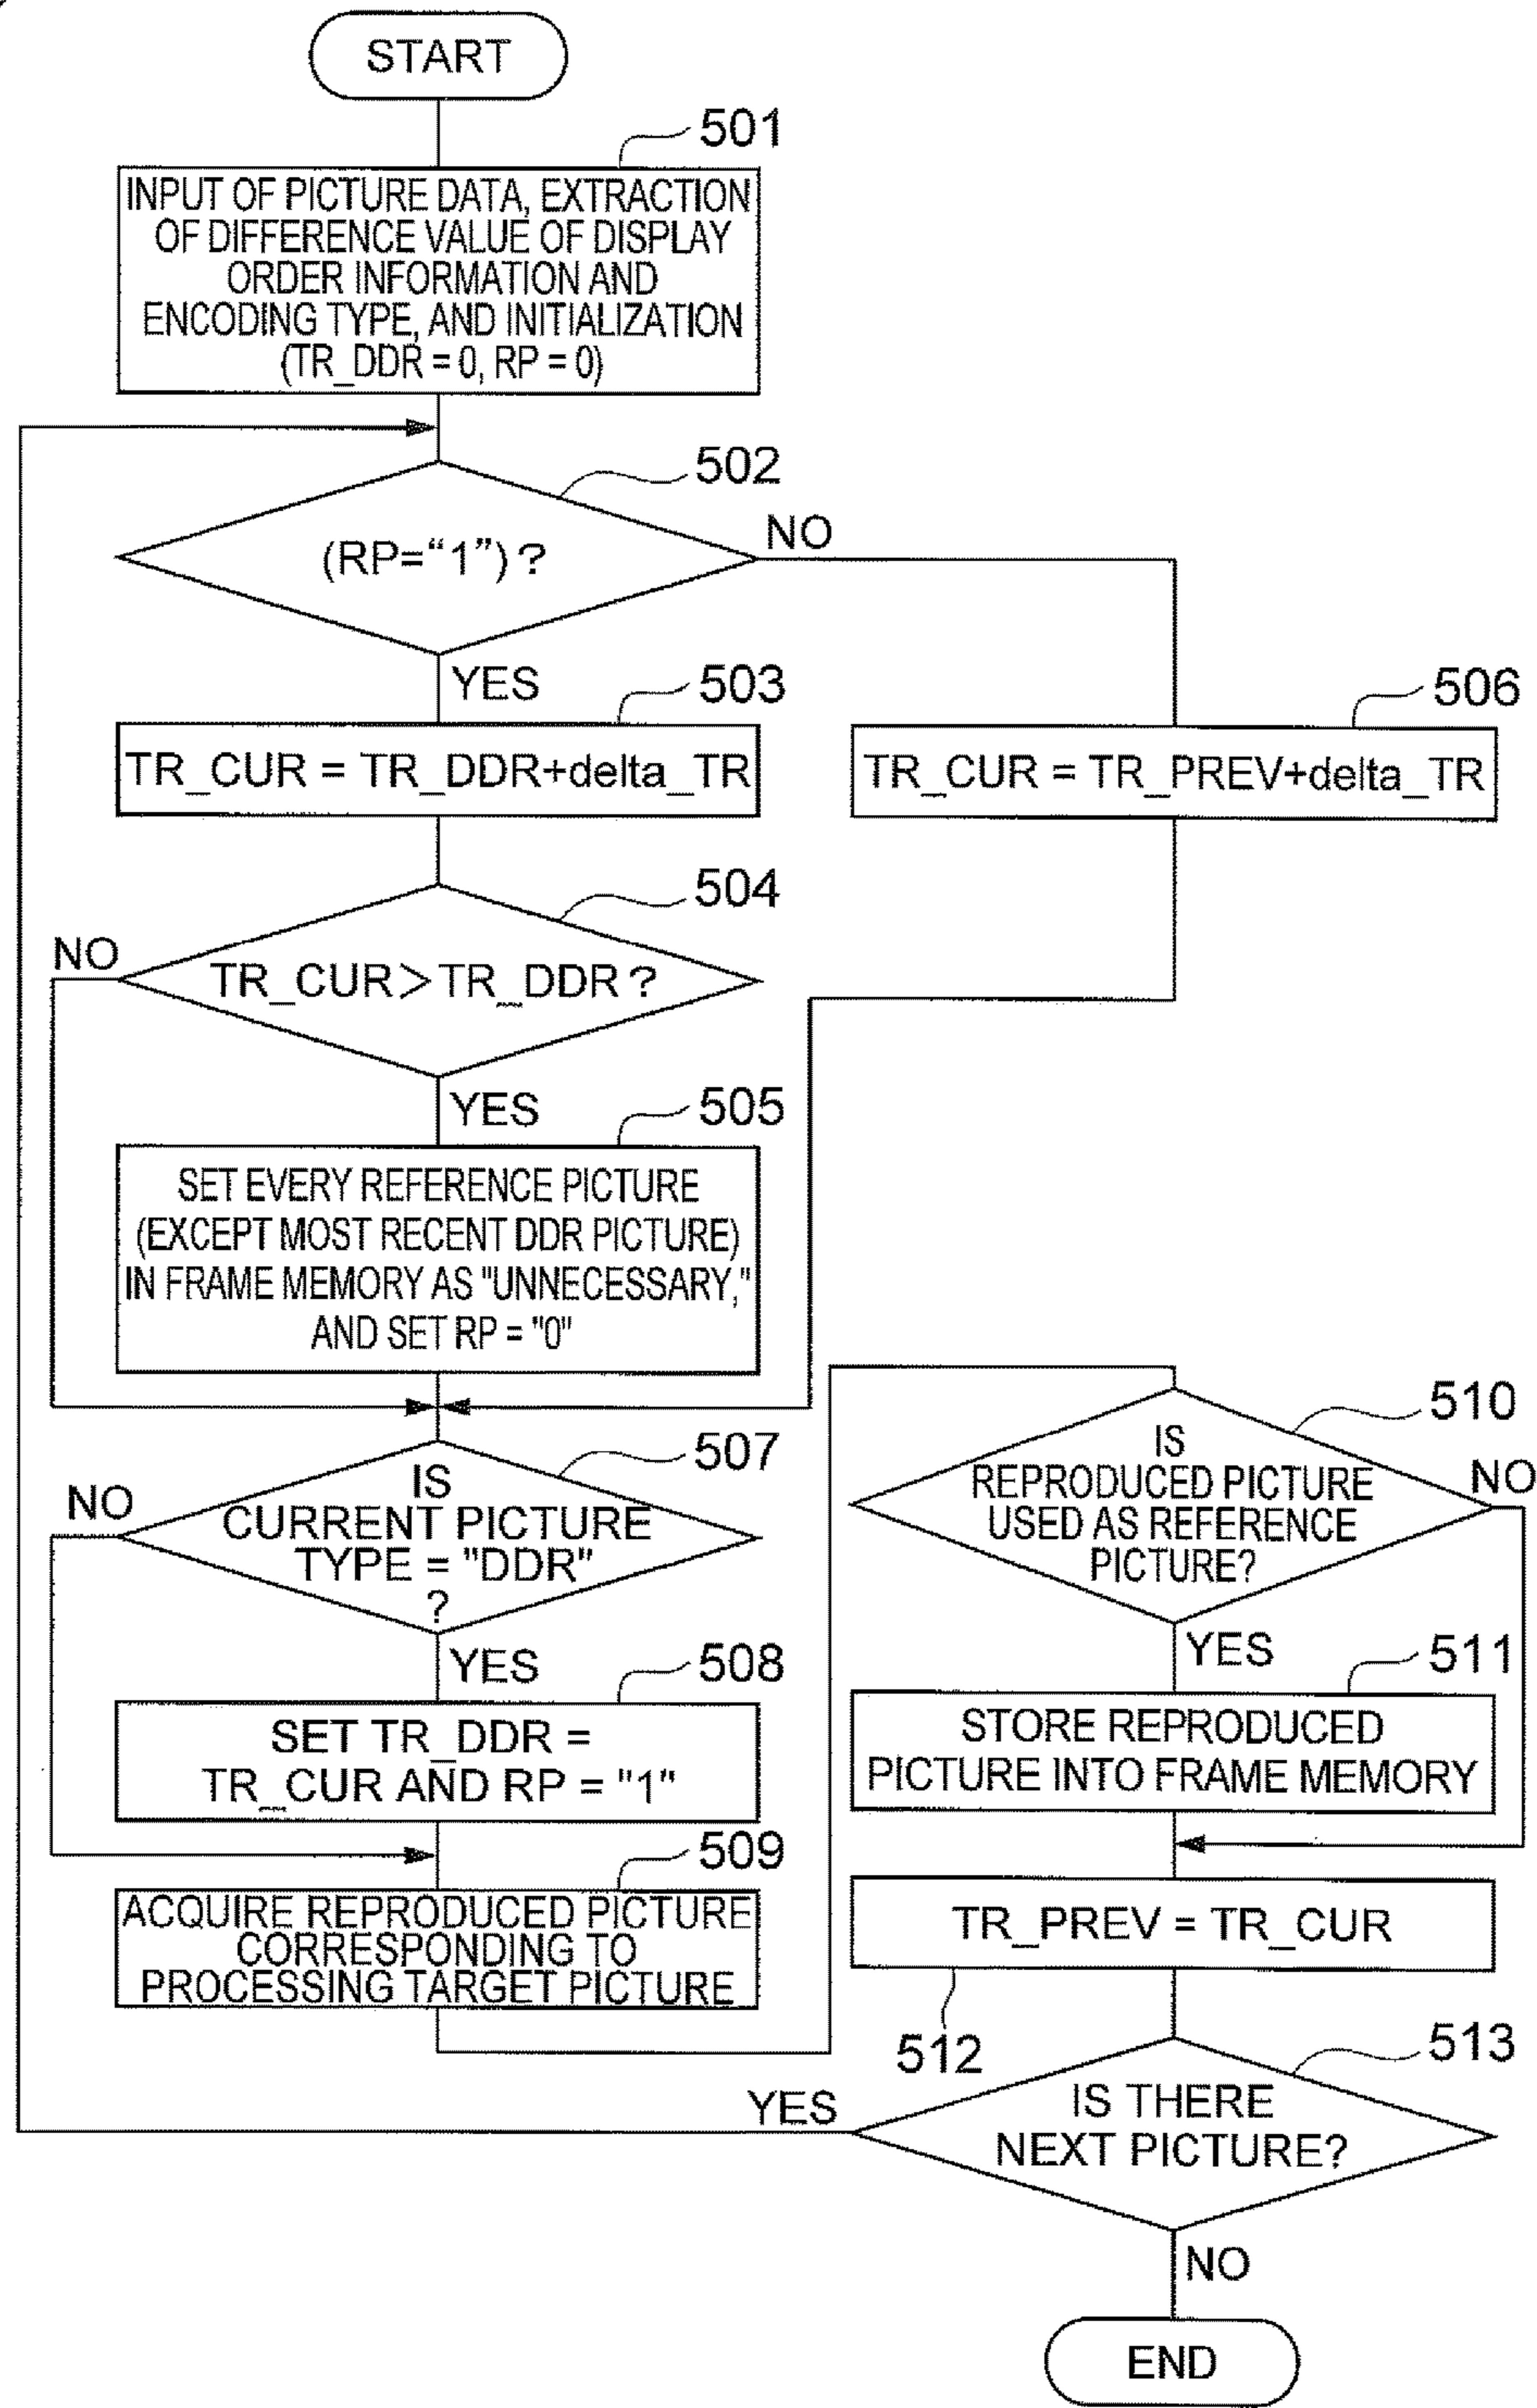 START
501
INPUT OF PICTURE DATA, EXTRACTION
OF DIFFERENCE VALUE OF DISPLAY
ORDER INFORMATION AND
ENCODING TYPE, AND INITIALIZATION
(TR_DDR = 0, RP = 0)
502
(RP="1")?
NO
YES
503
TR_CUR = TR_DDR+delta_TR
506
TR_CUR = TR_PREV+delta_TR
504
NO
TR_CUR>TR_DDR?
YES
505
SET EVERY REFERENCE PICTURE
(EXCEPT MOST RECENT DDR PICTURE)
IN FRAME MEMORY AS "UNNECESSARY,"
AND SET RP = "0"
507
NO
IS
CURRENT PICTURE
TYPE = "DDR"
?
YES
508
SET TR_DDR =
TR_CUR AND RP = "1"
509
ACQUIRE REPRODUCED PICTURE
CORRESPONDING TO
PROCESSING TARGET PICTURE
510
IS
REPRODUCED PICTURE
USED AS REFERENCE
PICTURE?
NO
YES
511
STORE REPRODUCED
PICTURE INTO FRAME MEMORY
TR_PREV = TR_CUR
512
513
YES
IS THERE
NEXT PICTURE?
NO
END